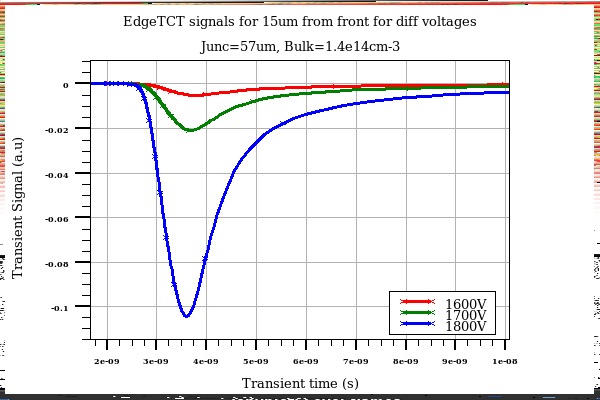 EdgeTCT signals for 15um from front for diff voltages
Junc=57um, Bulk=1.4e14cm-3
Transient Signal (a.u)
0
-0.02
-0.04
-0.06
-0.08
-0.1
1600V
1700V
1800V
2e-09 3e-09 4e-09 5e-09 6e-09 7e-09 8e-09 9e-09 1e-08
Transient time (s)